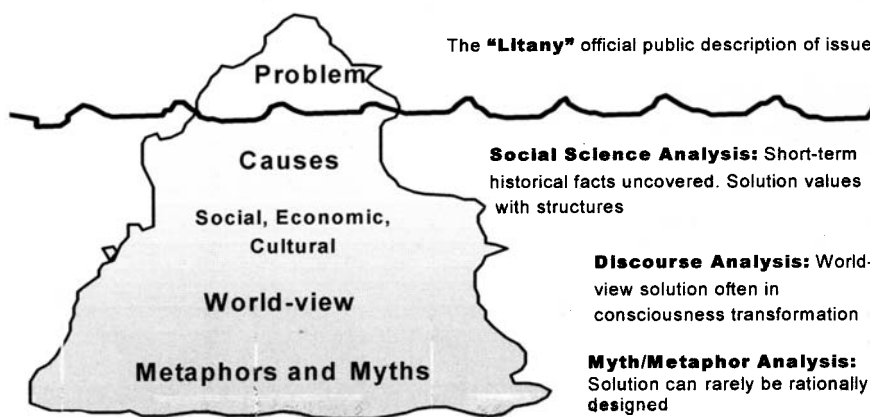 The “Litany” official public description of issue
Problem
Causes
Social Science Analysis: Short-term
historical facts uncovered. Solution values
with structures
Social, Economic,
Cultural
Discourse Analysis: World-
view solution often in
consciousness transformation
World-view
Metaphors and Myths
Myth/Metaphor Analysis:
Solution can rarely be rationally
designed